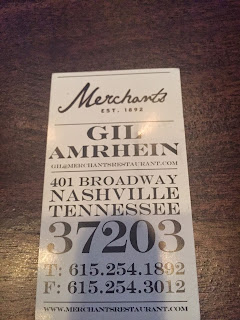 Merchants
EST. 1892
GIL
AMRHEIN
GIL@MERCHANTSRESTAURANT.COM
401 BROADWAY
NASHVILLE
TENNESSEE
37203
T: 615.254.1892
F: 615.254.3012
WWW.MERCHANTSRESTAURANT.COM